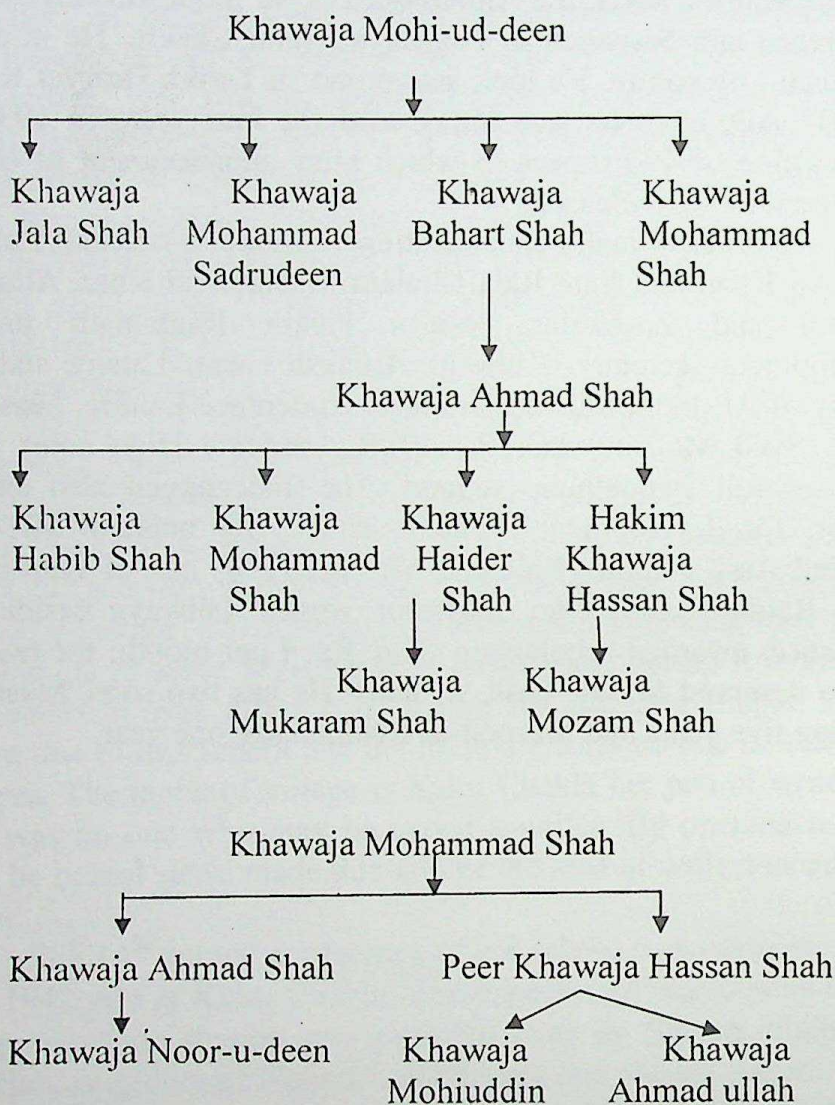 Khawaja Mohi-ud-deen
Khawaja Khawaja Khawaja Khawaja
Jala Shah Mohammad Bahart Shah Mohammad
Sadrudeen Shah
Khawaja Ahmad Shah
Khawaja Khawaja Khawaja Hakim
Habib Shah Mohammad Haider Khawaja
Shah Shah Hassan Shah
Khawaja Khawaja
Mukaram Shah Mozam Shah
Khawaja Mohammad Shah
Khawaja Ahmad Shah Peer Khawaja Hassan Shah
Khawaja Noor-u-deen Khawaja Khawaja
Mohiuddin Ahmad ullah